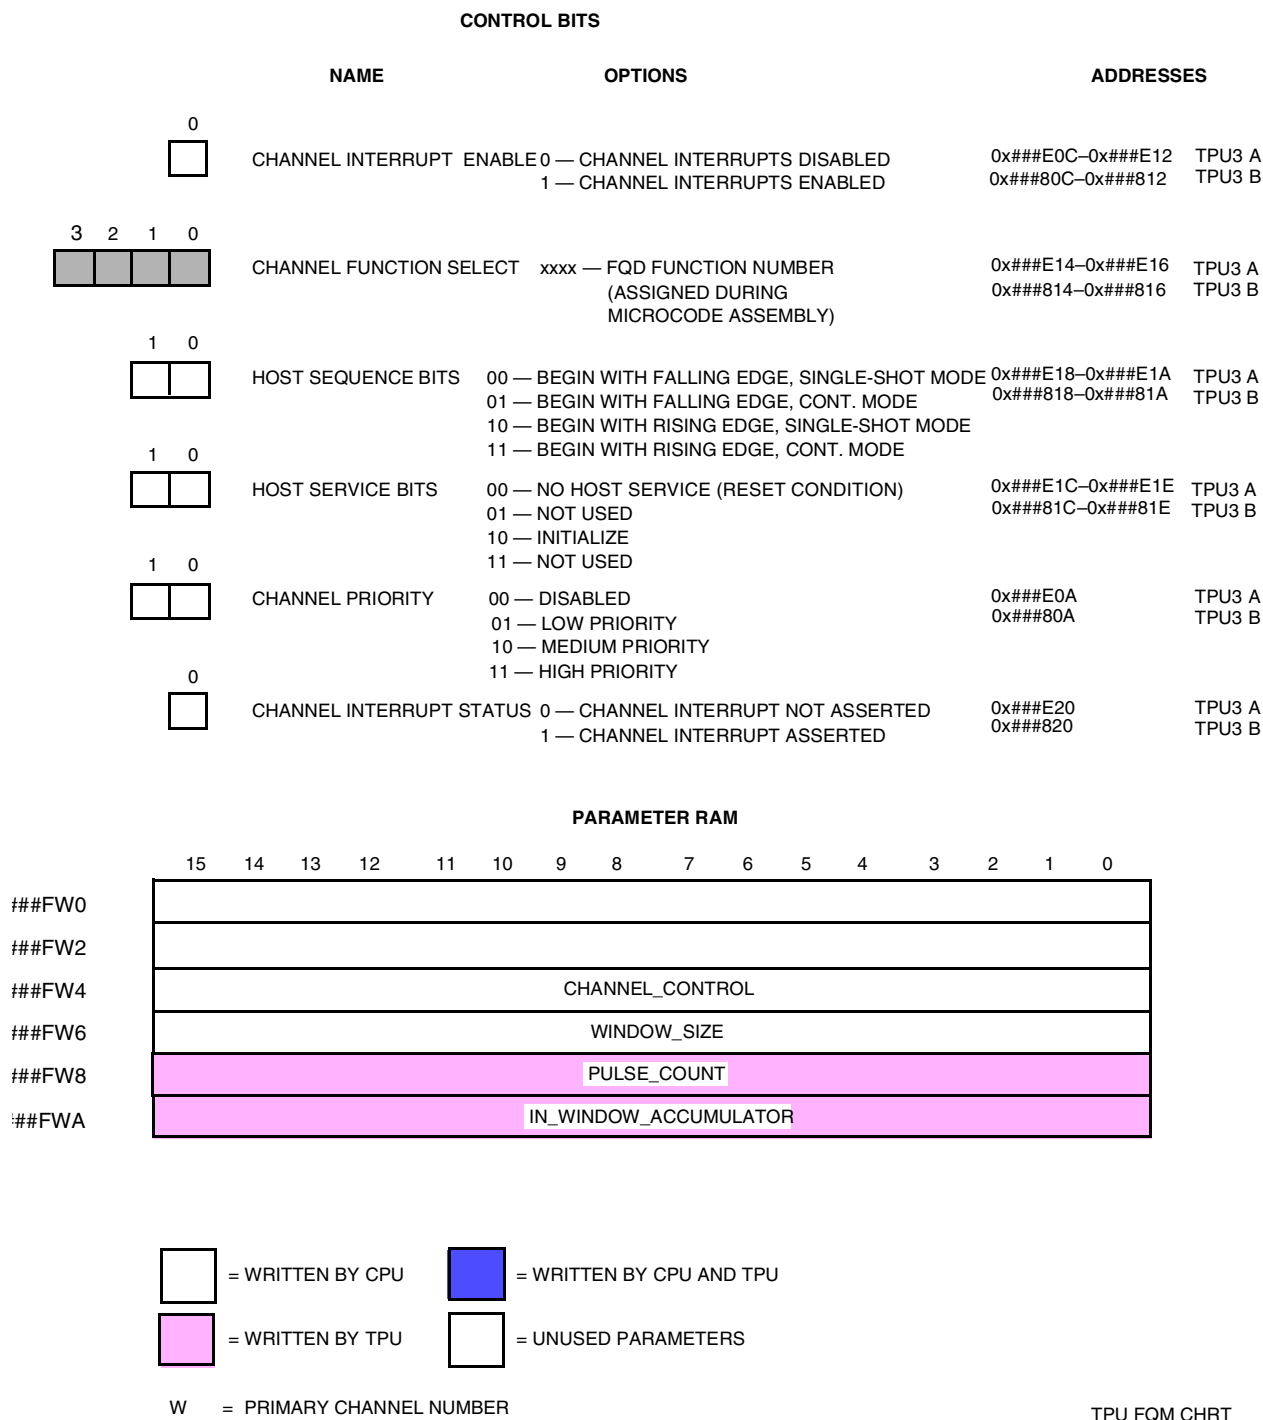 CONTROL BITS
NAME OPTIONS ADDRESSES
0
CHANNEL INTERRUPT ENABLE 0 — CHANNEL INTERRUPTS DISABLED 0x###E0C–0x###E12 TPU3 A
1 — CHANNEL INTERRUPTS ENABLED 0x###80C–0x###812 TPU3 B
3 2 1 0
CHANNEL FUNCTION SELECT xxxx — FQD FUNCTION NUMBER 0x###E14–0x###E16 TPU3 A
(ASSIGNED DURING 0x###814–0x###816 TPU3 B
MICROCODE ASSEMBLY)
1 0
HOST SEQUENCE BITS 00 — BEGIN WITH FALLING EDGE, SINGLE-SHOT MODE 0x###E18–0x###E1A TPU3 A
01 — BEGIN WITH FALLING EDGE, CONT. MODE 0x###818–0x###81A TPU3 B
10 — BEGIN WITH RISING EDGE, SINGLE-SHOT MODE
11 — BEGIN WITH RISING EDGE, CONT. MODE
1 0
HOST SERVICE BITS 00 — NO HOST SERVICE (RESET CONDITION) 0x###E1C–0x###E1E TPU3 A
01 — NOT USED 0x###81C–0x###81E TPU3 B
10 — INITIALIZE
11 — NOT USED
1 0
CHANNEL PRIORITY 00 — DISABLED 0x###E0A TPU3 A
01 — LOW PRIORITY 0x###80A TPU3 B
10 — MEDIUM PRIORITY
11 — HIGH PRIORITY
0
CHANNEL INTERRUPT STATUS 0 — CHANNEL INTERRUPT NOT ASSERTED 0x###E20 TPU3 A
1 — CHANNEL INTERRUPT ASSERTED 0x###820 TPU3 B
PARAMETER RAM
15 14 13 12 11 10 9 8 7 6 5 4 3 2 1 0
###FW0
###FW2
###FW4 CHANNEL_CONTROL
###FW6 WINDOW_SIZE
###FW8 PULSE_COUNT
###FWA IN_WINDOW_ACCUMULATOR
= WRITTEN BY CPU = WRITTEN BY CPU AND TPU
= WRITTEN BY TPU = UNUSED PARAMETERS
W = PRIMARY CHANNEL NUMBER
TPU FQM CHRT